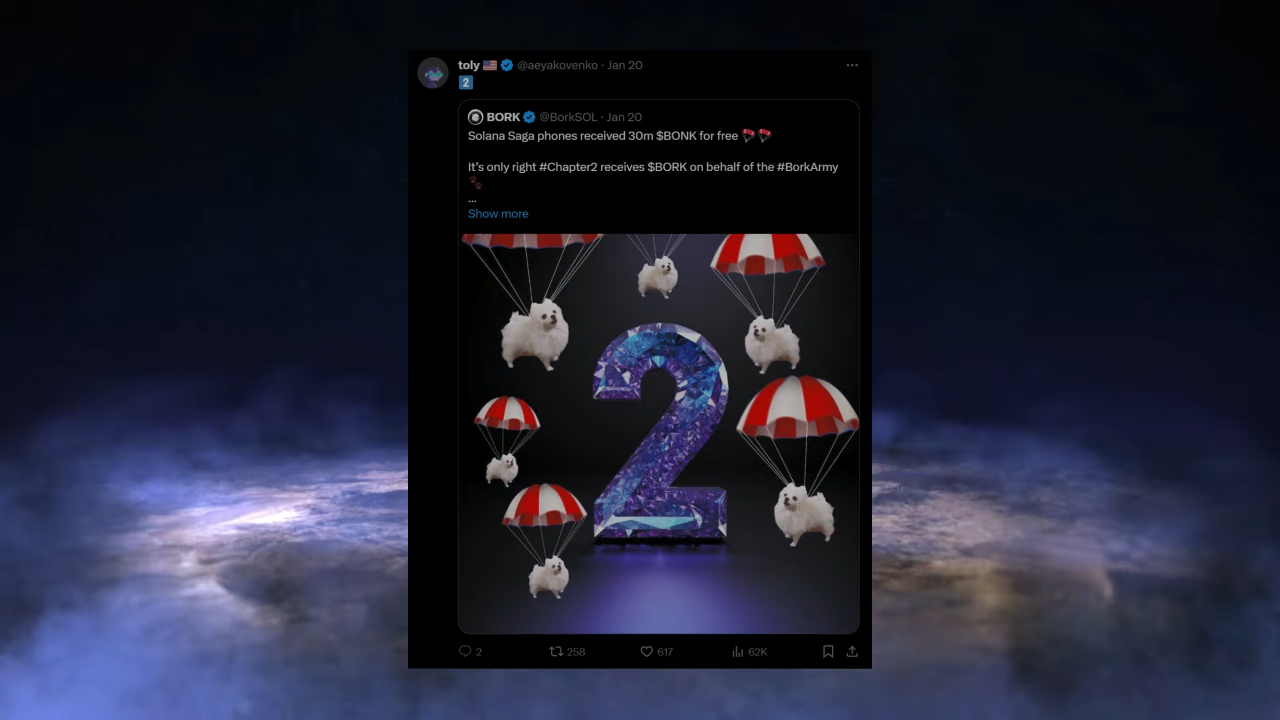 toly 🇺🇸 @aeyakovenko · Jan 20
2️⃣
BORK @BorkSOL · Jan 20
Solana Saga phones received 30m $BONK for free 🪂🪂
It's only right #Chapter2 receives $BORK on behalf of the #BorkArmy
🐾
...
Show more
2
2 258 617 62K